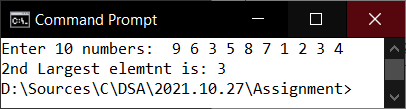 Command Prompt
Enter 10 numbers:  9 6 3 5 8 7 1 2 3 4
2nd Largest elemtnt is: 3
D:\Sources\C\DSA\2021.10.27\Assignment>